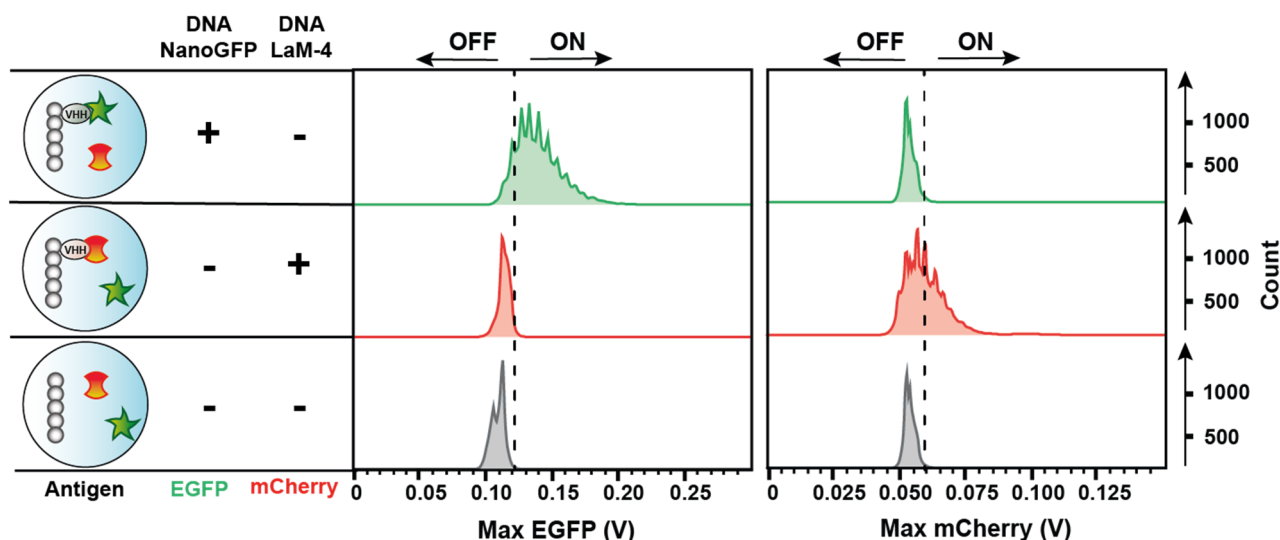 DNA NanoGFP
DNA LaM-4
OFF ON
OFF ON
VHH
+ -
1000
500
VHH
- +
1000
500
Count
- -
1000
500
Antigen EGFP mCherry
0 0.05 0.10 0.15 0.20 0.25
Max EGFP (V)
0 0.025 0.050 0.075 0.100 0.125
Max mCherry (V)